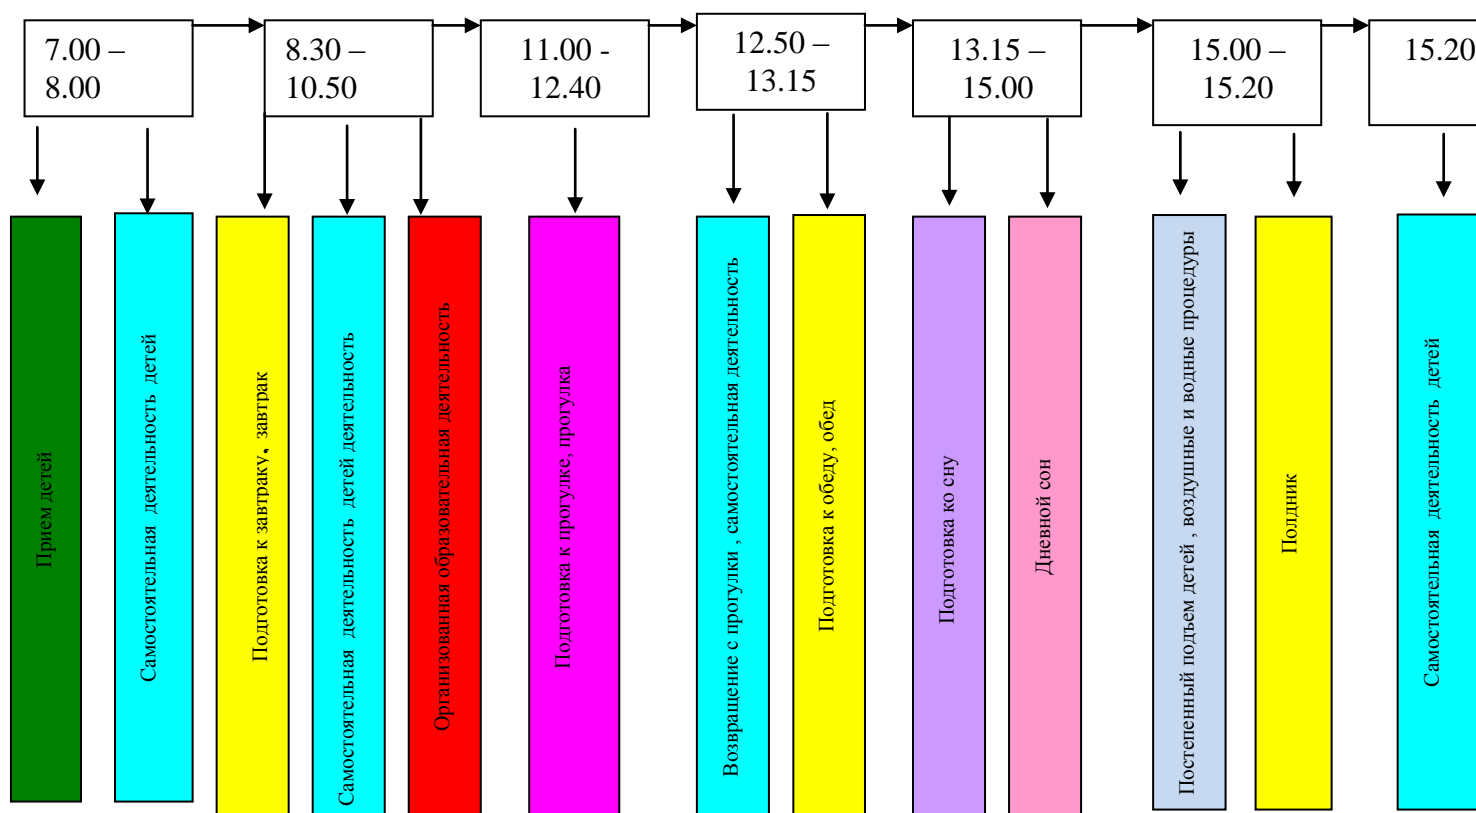 7.00 –
8.00
8.30 –
10.50
11.00 -
12.40
12.50 –
13.15
13.15 –
15.00
15.00 –
15.20
15.20
Прием детей
Самостоятельная деятельность детей
Подготовка к завтраку, завтрак
Самостоятельная деятельность детей деятельность
Организованная образовательная деятельность
Подготовка к прогулке, прогулка
Возвращение с прогулки , самостоятельная деятельность
Подготовка к обеду, обед
Подготовка ко сну
Дневной сон
Постепенный подъем детей , воздушные и водные процедуры
Полдник
Самостоятельная деятельность детей